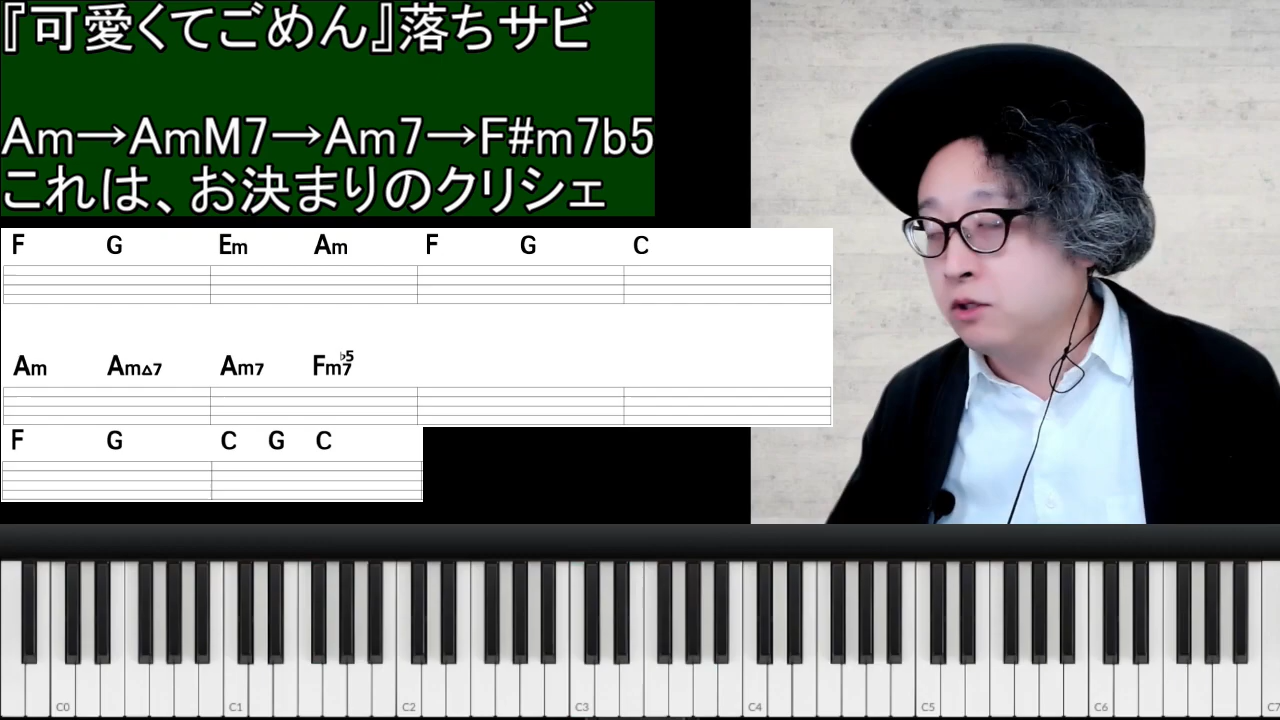 『可愛くてごめん』落ちサビ
Am→AmM7→Am7→F#m7b5
これは、お決まりのクリシェ
F G Em Am F G C
Am Am△7 Am7 Fm7♭5
F G C G C
C0 C1 C2 C3 C4 C5 C6 C7